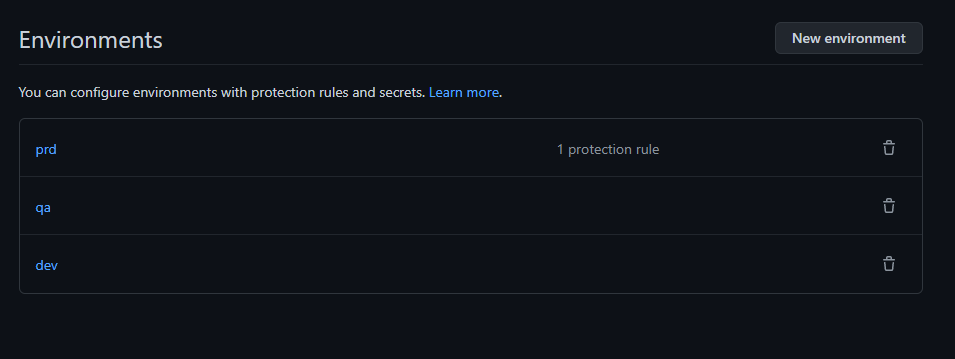 Environments
New environment
You can configure environments with protection rules and secrets. Learn more.
prd
1 protection rule
qa
dev